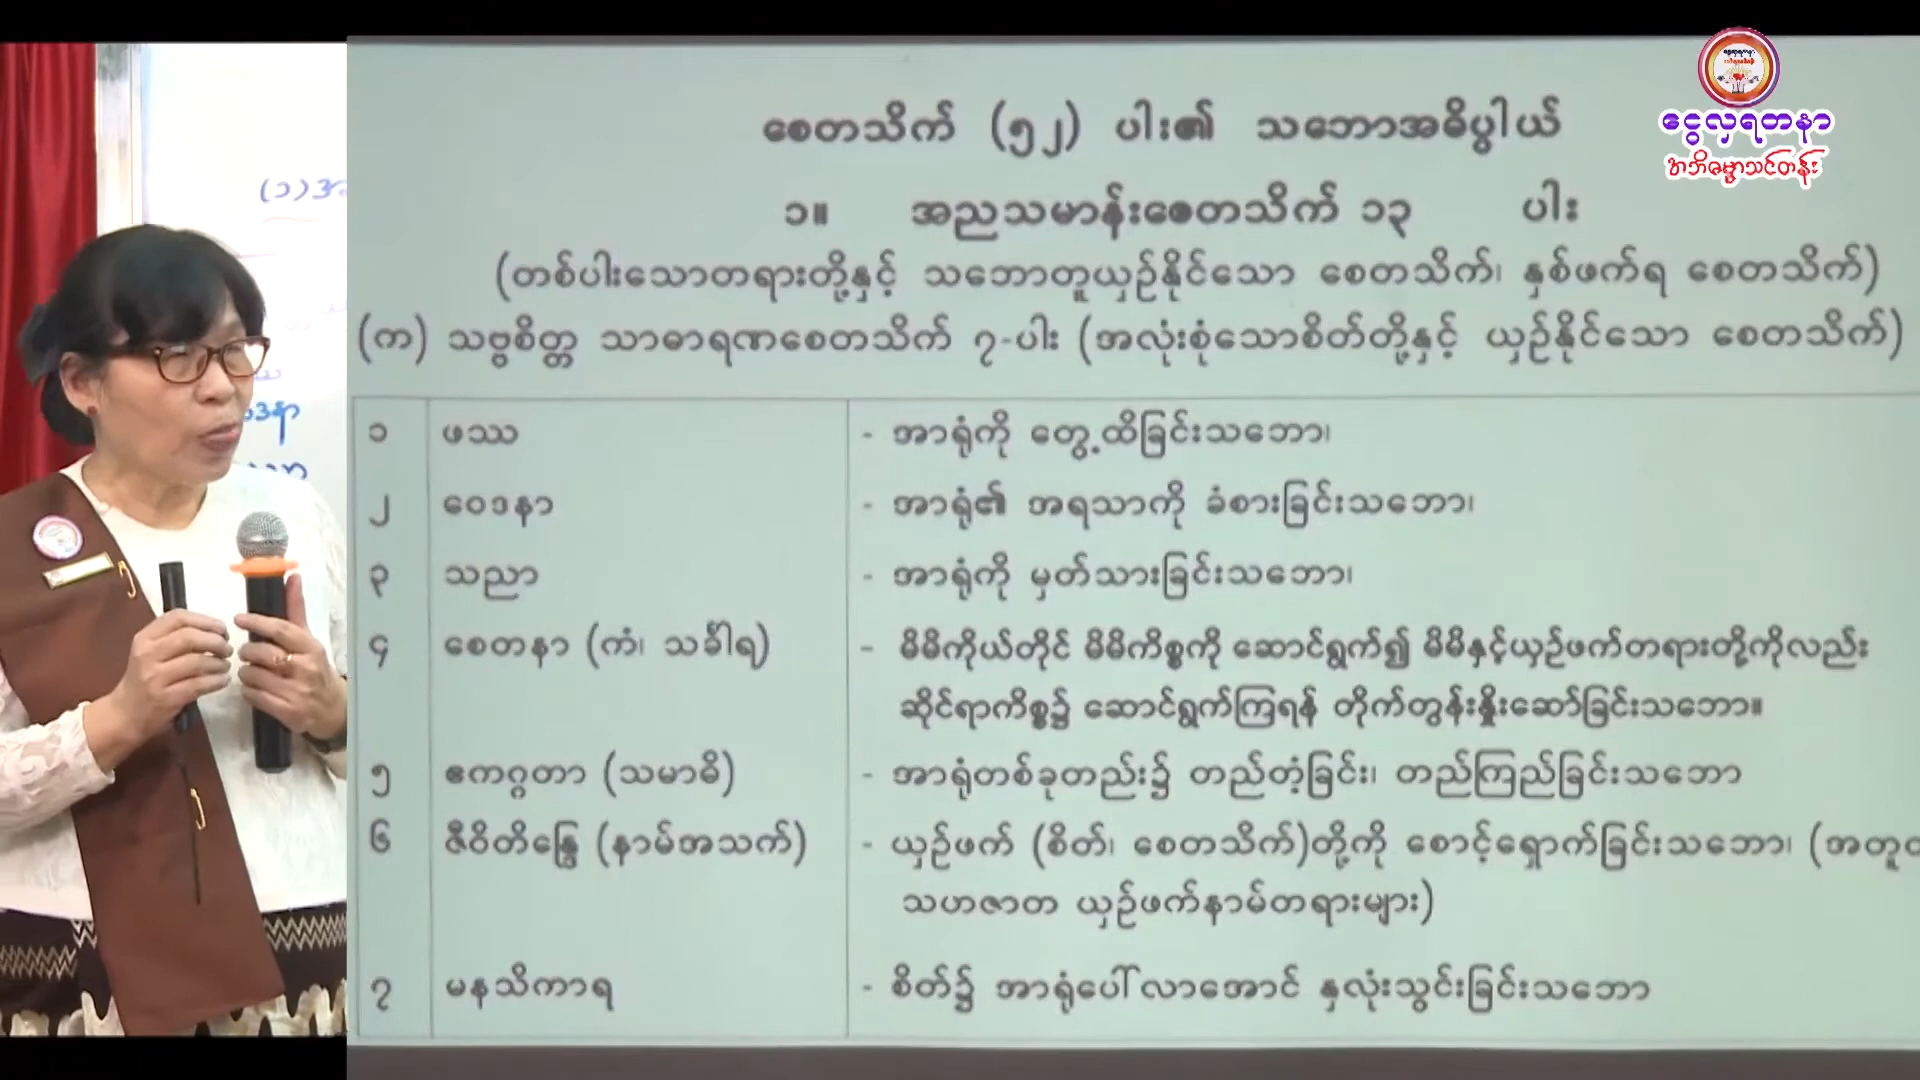 ငွေလှရတနာ
အဘိဓမ္မာသင်တန်း
(၁)
စေတသိက် (၅၂) ပါး၏ သဘောအဓိပ္ပါယ်
၁။ အညသမာန်းစေတသိက် ၁၃ ပါး
(တစ်ပါးသောတရားတို့နှင့် သဘောတူယှဉ်နိုင်သော စေတသိက်၊ နှစ်ဖက်ရ စေတသိက်)
(က) သဗ္ဗစိတ္တ သာဓာရဏစေတသိက် ၇-ပါး (အလုံးစုံသောစိတ်တို့နှင့် ယှဉ်နိုင်သော စေတသိက်)
၁ ဖဿ - အာရုံကို တွေ့ထိခြင်းသဘော၊
၂ ဝေဒနာ - အာရုံ၏ အရသာကို ခံစားခြင်းသဘော၊
၃ သညာ - အာရုံကို မှတ်သားခြင်းသဘော၊
၄ စေတနာ (ကံ၊ သင်္ခါရ) - မိမိကိုယ်တိုင် မိမိကိစ္စကို ဆောင်ရွက်၍ မိမိနှင့်ယှဉ်ဖက်တရားတို့ကိုလည်း
ဆိုင်ရာကိစ္စ၌ ဆောင်ရွက်ကြရန် တိုက်တွန်းနှိုးဆော်ခြင်းသဘော။
၅ ဧကဂ္ဂတာ (သမာဓိ) - အာရုံတစ်ခုတည်း၌ တည်တံ့ခြင်း၊ တည်ကြည်ခြင်းသဘော
၆ ဇီဝိတိန္ဒြေ (နာမ်အသက်) - ယှဉ်ဖက် (စိတ်၊ စေတသိက်)တို့ကို စောင့်ရှောက်ခြင်းသဘော၊ (အတူ
သဟဇာတ ယှဉ်ဖက်နာမ်တရားများ)
၇ မနသိကာရ - စိတ်၌ အာရုံပေါ်လာအောင် နှလုံးသွင်းခြင်းသဘော